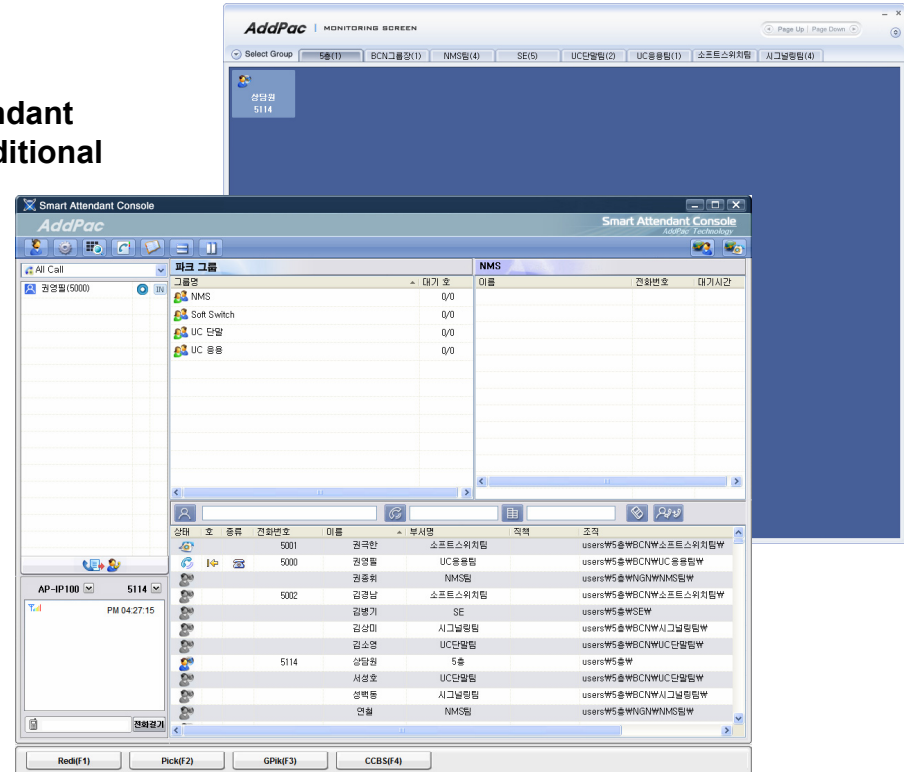 AddPac | MONITORING SCREEN
Page Up | Page Down
Select Group 5층(1) BCN그룹장(1) NMS팀(4) SE(5) UC단말팀(2) UC응용팀(1) 소프트스위치팀 시그널링팀(4)
상담원
5114
ndant
ditional
Smart Attendant Console
AddPac
Smart Attendant Console
AddPac Technology
All Call
권영필(5000) IN
파크 그룹
그룹명 대기 호
NMS 0/0
Soft Switch 0/0
UC 단말 0/0
UC 응용 0/0
NMS
이름 전화번호 대기시간
상태 호 종류 전화번호 이름 부서명 직책 조직
5001 권극한 소프트스위치팀 users₩5층₩BCN₩소프트스위치팀₩
5000 권영필 UC응용팀 users₩5층₩BCN₩UC응용팀₩
권종휘 NMS팀 users₩5층₩NGN₩NMS팀₩
5002 김경남 소프트스위치팀 users₩5층₩BCN₩소프트스위치팀₩
김병기 SE users₩5층₩SE₩
김상미 시그널링팀 users₩5층₩BCN₩시그널링팀₩
김소영 UC단말팀 users₩5층₩BCN₩UC단말팀₩
5114 상담원 5층 users₩5층₩
서성호 UC단말팀 users₩5층₩BCN₩UC단말팀₩
성백동 시그널링팀 users₩5층₩BCN₩시그널링팀₩
연철 NMS팀 users₩5층₩NGN₩NMS팀₩
AP-IP100 5114
PM 04:27:15
전화걸기
Redi(F1) Pick(F2) GPik(F3) CCBS(F4)